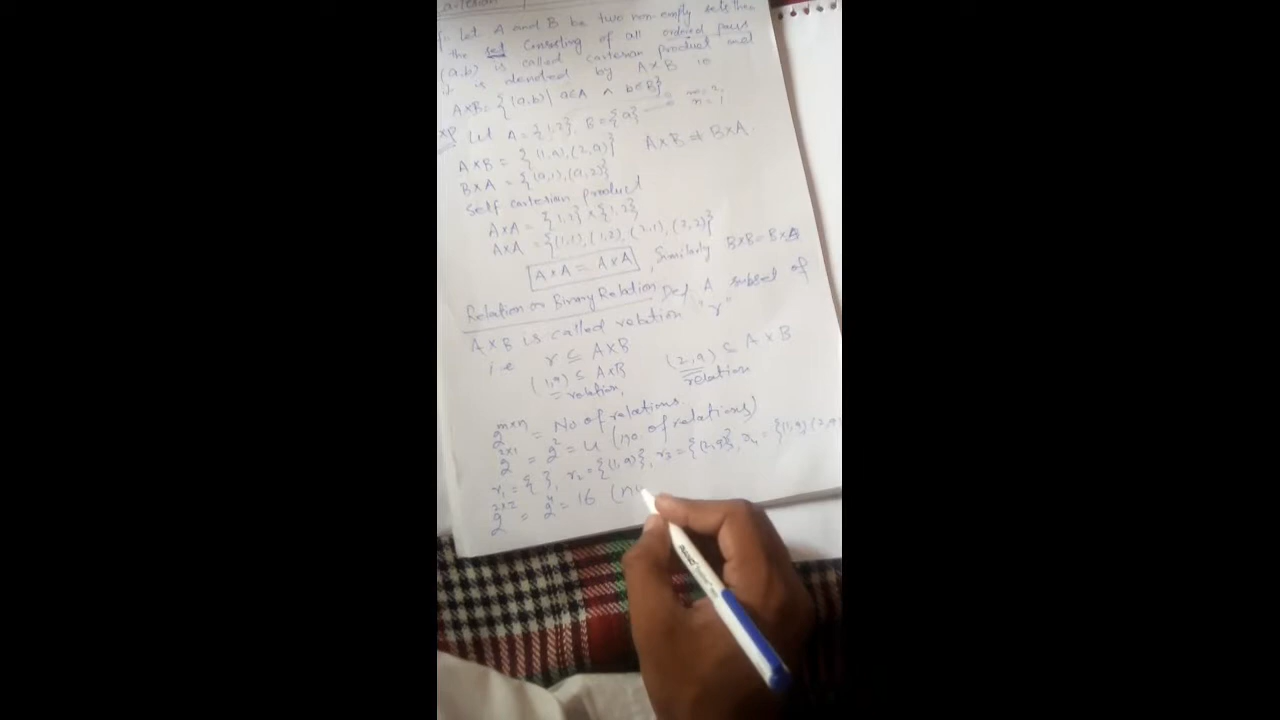 Let A and B be two non-empty sets then
the set consisting of all ordered pairs
(a,b) is called cartesian product and
it is denoted by A×B i.e
A×B = {(a,b)| a∈A ∧ b∈B}
Let A = {1,2}, B = {a} m=2, n=1
A×B = {(1,a),(2,a)} A×B ≠ B×A
B×A = {(a,1),(a,2)}
Self cartesian product
A×A = {1,2}×{1,2}
A×A = {(1,1),(1,2),(2,1),(2,2)}
A×A = A×A , Similarly B×B=B×B
Relation or Binary Relation Def A subset of
A×B is called relation "r"
i.e r ⊆ A×B
(1,a) ⊆ A×B (2,a) ⊆ A×B
= relation, relation
2^m×n = No of relations.
2^2×1 = 2^2 = 4 (no. of relations)
r1 = { }, r2 = {(1,a)}, r3 = {(2,a)}, r4 = {(1,a)(2,a)
2^2×2 = 2^4 = 16 (n